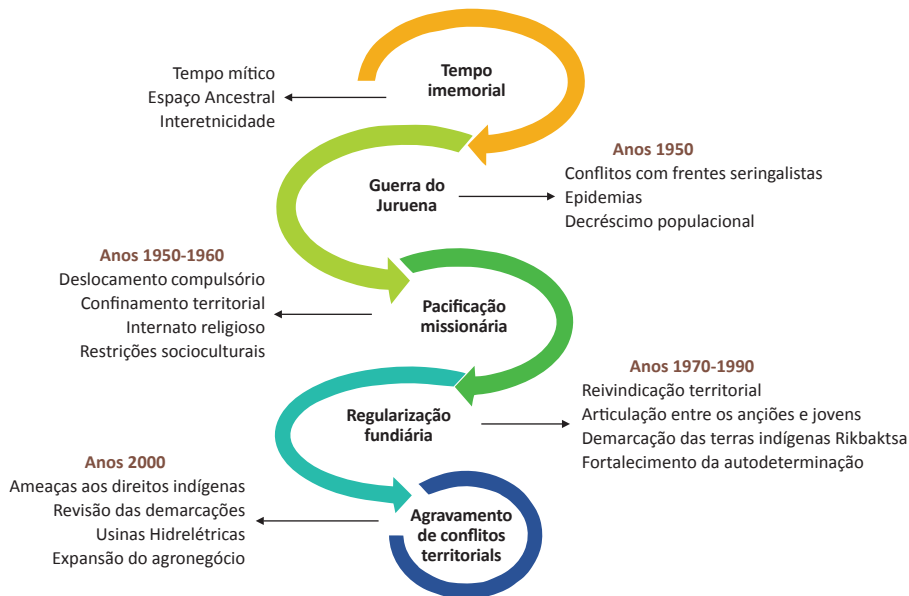 Tempo
imemorial
Tempo mítico
Espaço Ancestral
Interetnicidade
Guerra do
Juruena
Anos 1950
Conflitos com frentes seringalistas
Epidemias
Decréscimo populacional
Pacificação
missionária
Anos 1950-1960
Deslocamento compulsório
Confinamento territorial
Internato religioso
Restrições socioculturais
Regularização
fundiária
Anos 1970-1990
Reivindicação territorial
Articulação entre os anciões e jovens
Demarcação das terras indígenas Rikbaktsa
Fortalecimento da autodeterminação
Agravamento
de conflitos
territorials
Anos 2000
Ameaças aos direitos indígenas
Revisão das demarcações
Usinas Hidrelétricas
Expansão do agronegócio